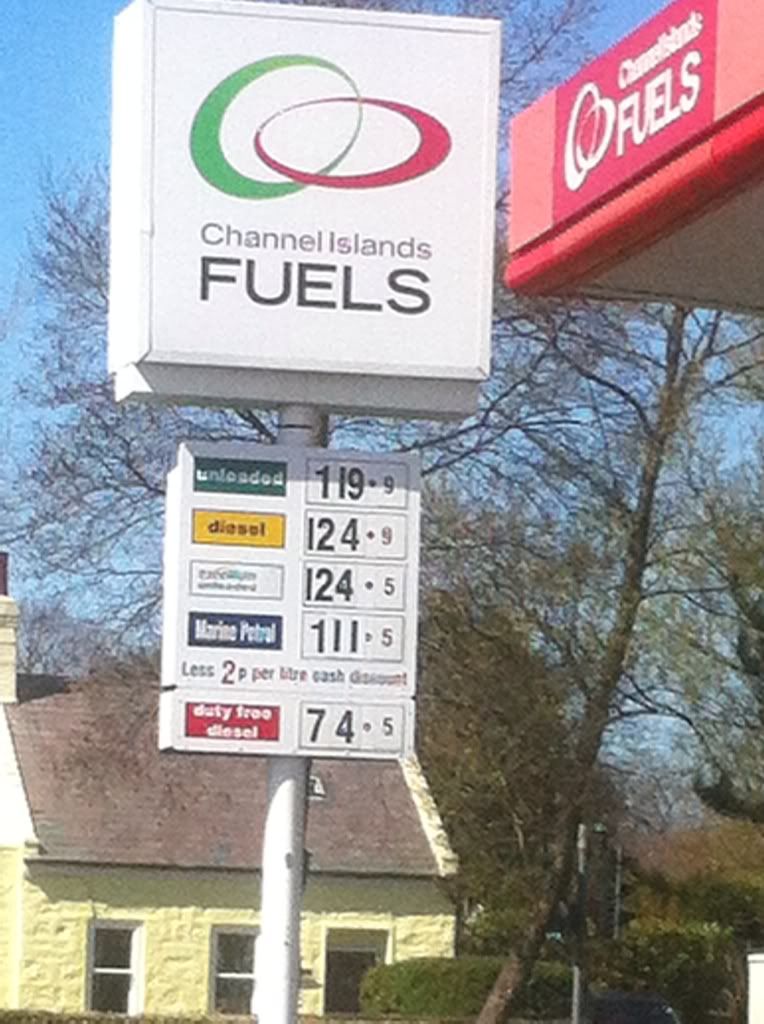 Channel Islands
FUELS
Channel Islands
FUELS
unleaded 119.9
diesel 124.9
unleaded 124.5
Marine Petrol 111.5
Less 2p per litre cash discount
duty free
diesel 74.5